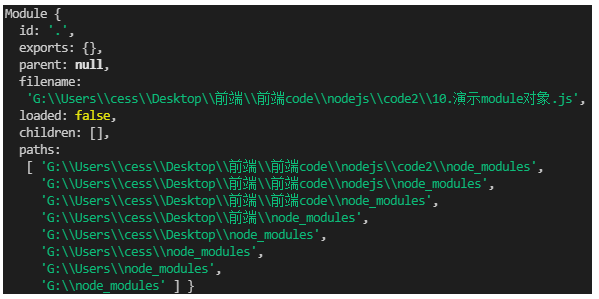 Module {
  id: '.',
  exports: {},
  parent: null,
  filename:
   'G:\\Users\\cess\\Desktop\\前端\\前端code\\nodejs\\code2\\10.演示module对象.js',
  loaded: false,
  children: [],
  paths:
   [ 'G:\\Users\\cess\\Desktop\\前端\\前端code\\nodejs\\code2\\node_modules',
     'G:\\Users\\cess\\Desktop\\前端\\前端code\\nodejs\\node_modules',
     'G:\\Users\\cess\\Desktop\\前端\\前端code\\node_modules',
     'G:\\Users\\cess\\Desktop\\前端\\node_modules',
     'G:\\Users\\cess\\Desktop\\node_modules',
     'G:\\Users\\cess\\node_modules',
     'G:\\Users\\node_modules',
     'G:\\node_modules' ] }